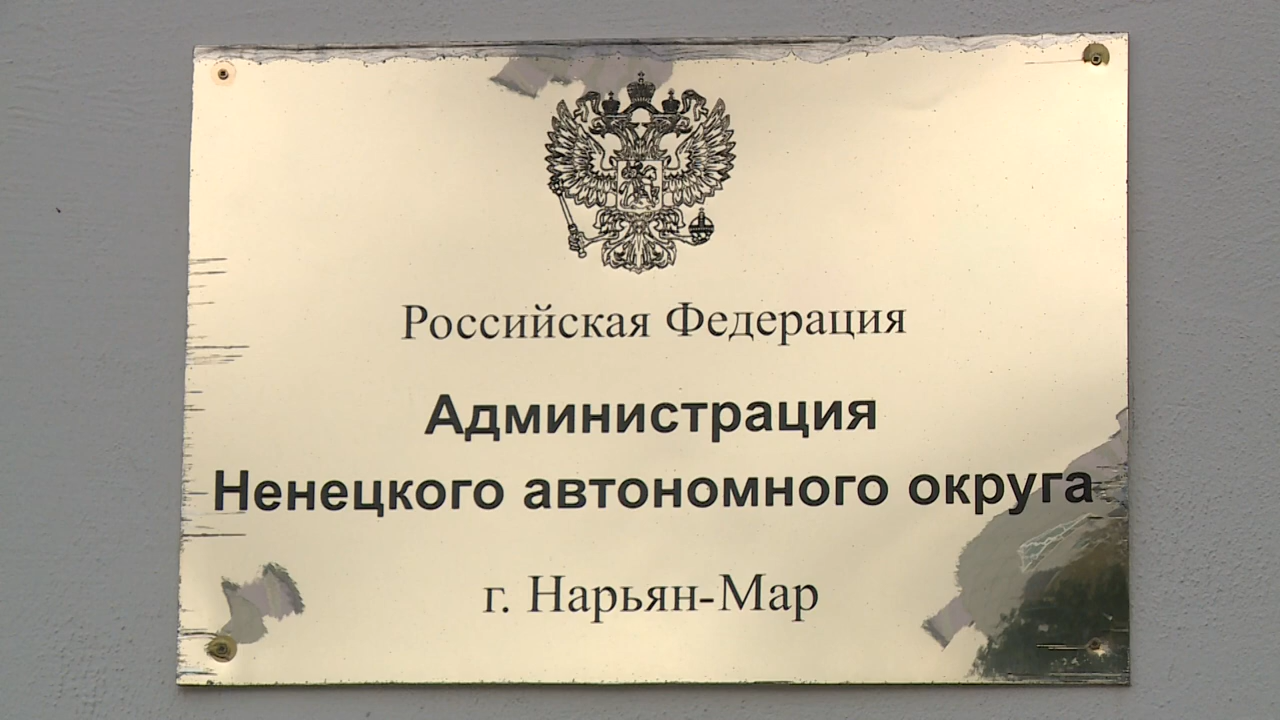 Российская Федерация
Администрация
Ненецкого автономного округа
г. Нарьян-Мар